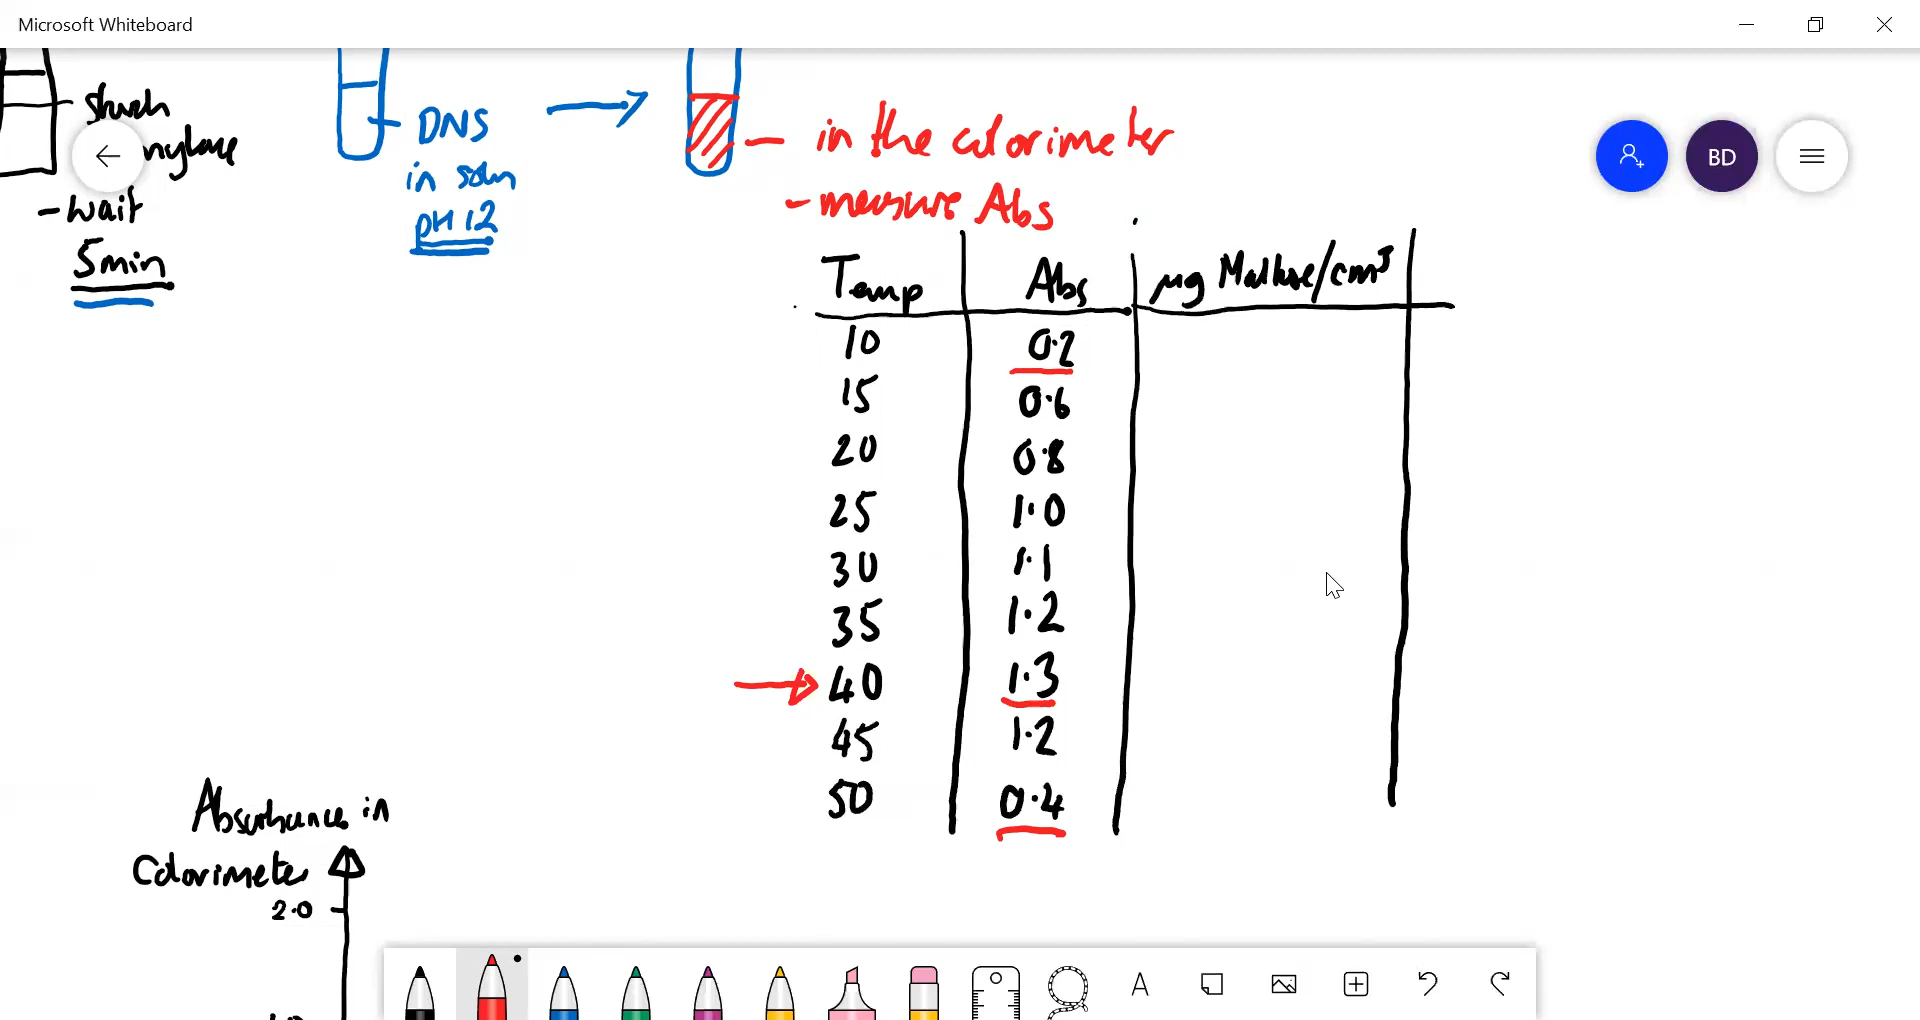 Microsoft Whiteboard
starch
amylase
- wait
5min
DNS
in soln
pH 12
- in the colorimeter
- measure Abs
BD
Temp Abs µg Maltose/cm³
10 0.2
15 0.6
20 0.8
25 1.0
30 1.1
35 1.2
40 1.3
45 1.2
50 0.4
Absorbance in
Colorimeter
2.0
A